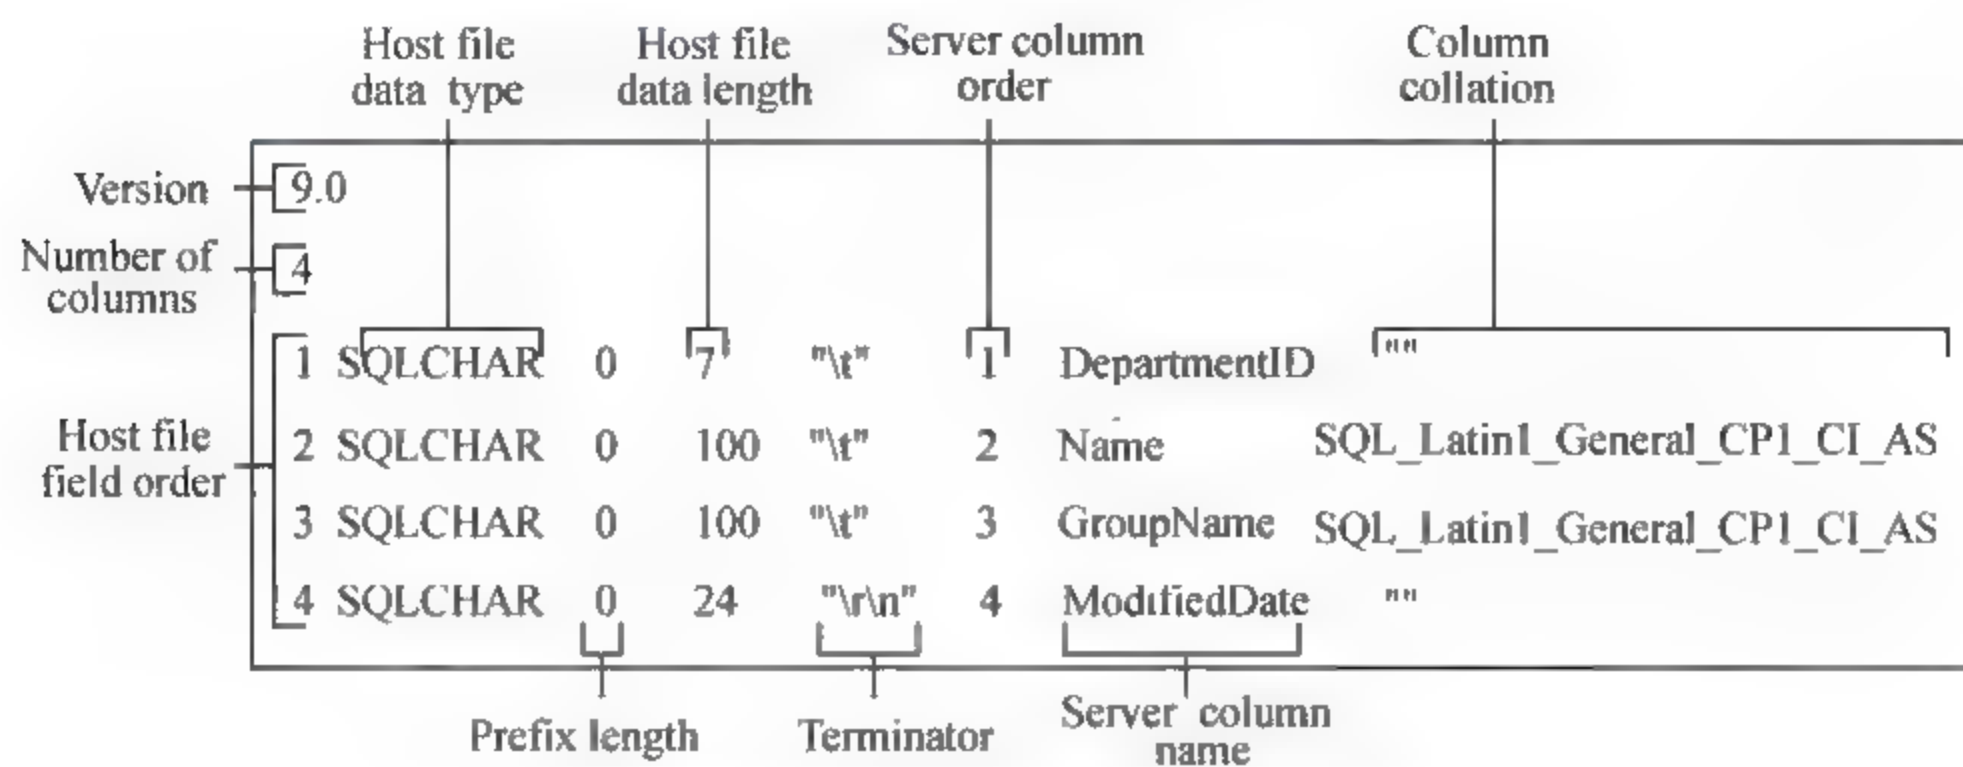 Host file data type
Host file data length
Server column order
Column collation
Version
9.0
Number of columns
4
Host file field order
1 SQLCHAR 0 7 "\t" 1 DepartmentID ""
2 SQLCHAR 0 100 "\t" 2 Name SQL_Latin1_General_CP1_CI_AS
3 SQLCHAR 0 100 "\t" 3 GroupName SQL_Latin1_General_CP1_CI_AS
4 SQLCHAR 0 24 "\r\n" 4 ModifiedDate ""
Prefix length
Terminator
Server column name